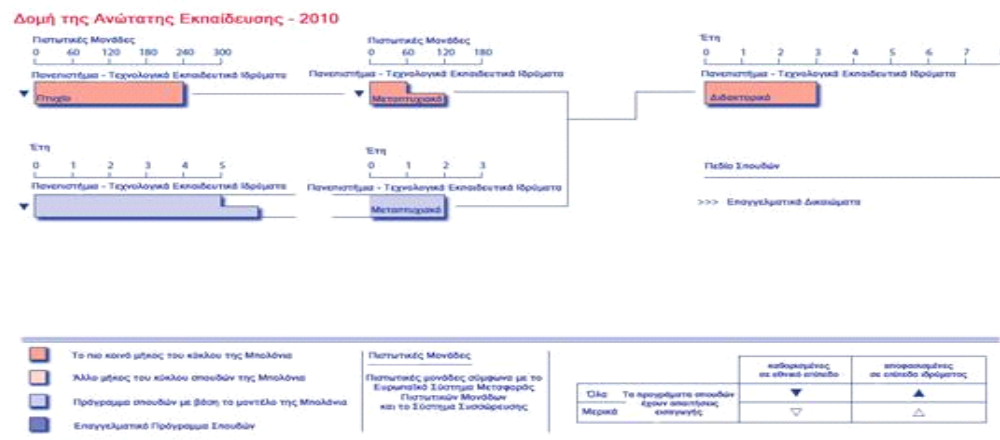 Δομή της Ανώτατης Εκπαίδευσης - 2010
Πιστωτικές Μονάδες
0 60 120 180 240 300
Πανεπιστήμια - Τεχνολογικά Εκπαιδευτικά Ιδρύματα
Πτυχίο
Πιστωτικές Μονάδες
0 60 120 180
Πανεπιστήμια - Τεχνολογικά Εκπαιδευτικά Ιδρύματα
Μεταπτυχιακό
Έτη
0 1 2 3 4 5 6 7
Πανεπιστήμια - Τεχνολογικά Εκπαιδευτικά Ιδρύματα
Διδακτορικό
Έτη
0 1 2 3 4 5
Πανεπιστήμια - Τεχνολογικά Εκπαιδευτικά Ιδρύματα
Έτη
0 1 2 3
Πανεπιστήμια - Τεχνολογικά Εκπαιδευτικά Ιδρύματα
Μεταπτυχιακό
Πεδίο Σπουδών
>>> Επαγγελματικά Δικαιώματα
Το πιο κοινό μήκος του κύκλου της Μπολόνια
Άλλο μήκος του κύκλου σπουδών της Μπολόνια
Πρόγραμμα σπουδών με βάση το μοντέλο της Μπολόνια
Επαγγελματικό Πρόγραμμα Σπουδών
Πιστωτικές Μονάδες
Πιστωτικές μονάδες σύμφωνα με το
Ευρωπαϊκό Σύστημα Μεταφοράς
Πιστωτικών Μονάδων
και το Σύστημα Συσσώρευσης
καθορισμένες
σε εθνικό επίπεδο
αποφασισμένες
σε επίπεδο ιδρύματος
Όλα
Μερικά
Τα προγράμματα σπουδών
έχουν απαιτήσεις
εισαγωγής